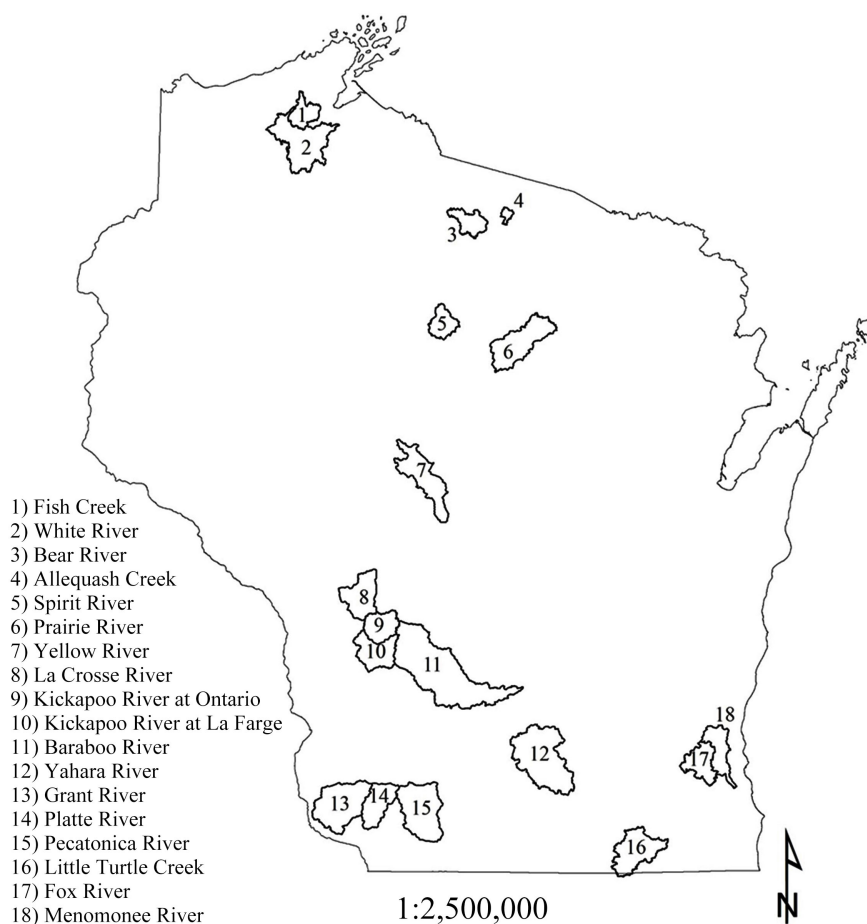 1
2
3
4
5
6
7
8
9
10
11
12
13
14
15
16
17
18
1) Fish Creek
2) White River
3) Bear River
4) Allequash Creek
5) Spirit River
6) Prairie River
7) Yellow River
8) La Crosse River
9) Kickapoo River at Ontario
10) Kickapoo River at La Farge
11) Baraboo River
12) Yahara River
13) Grant River
14) Platte River
15) Pecatonica River
16) Little Turtle Creek
17) Fox River
18) Menomonee River
1:2,500,000
N